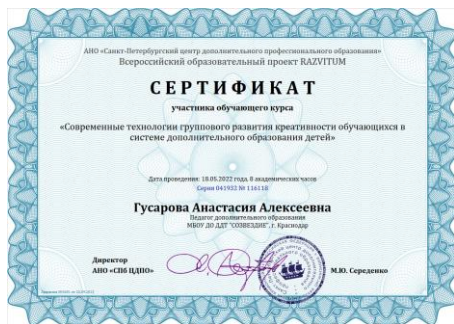 АНО «Санкт-Петербургский центр дополнительного профессионального образования»
Всероссийский образовательный проект RAZVITUM
СЕРТИФИКАТ
участника обучающего курса
«Современные технологии группового развития креативности обучающихся в
системе дополнительного образования детей»
Дата проведения: 18.05.2022 года, 8 академических часов
Серия 041932 № 116118
Гусарова Анастасия Алексеевна
Педагог дополнительного образования
МБОУ ДО ДДТ "СОЗВЕЗДИЕ", г. Краснодар
Директор
АНО «СПб ЦДПО»
М.Ю. Середенко